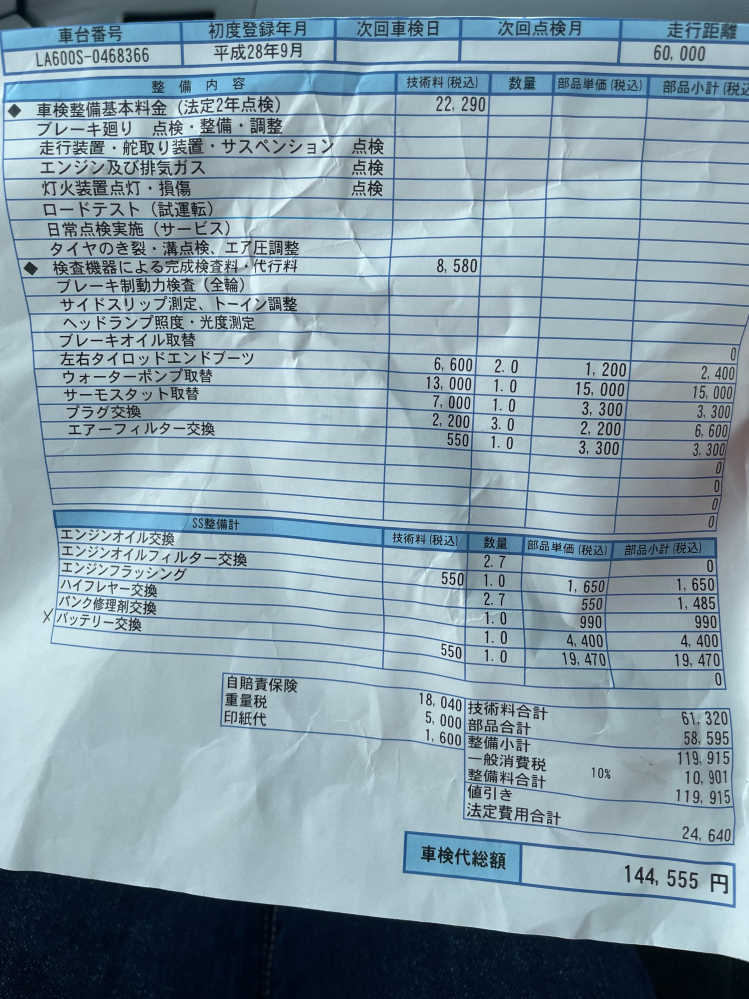 車台番号 初度登録年月 次回車検日 次回点検月 走行距離
LA600S-0468366 平成28年9月 60,000
整備内容 技術料(税込) 数量 部品単価(税込) 部品小計(税込
◆ 車検整備基本料金(法定2年点検) 22,290
ブレーキ廻り 点検・整備・調整
走行装置・舵取り装置・サスペンション 点検
エンジン及び排気ガス 点検
灯火装置点灯・損傷 点検
ロードテスト(試運転)
日常点検実施(サービス)
タイヤのき裂・溝点検、エア圧調整
◆ 検査機器による完成検査料・代行料 8,580
ブレーキ制動力検査(全輪)
サイドスリップ測定、トーイン調整
ヘッドランプ照度・光度測定
ブレーキオイル取替 0
左右タイロッドエンドブーツ 6,600 2.0 1,200 2,400
ウォーターポンプ取替 13,000 1.0 15,000 15,000
サーモスタット取替 7,000 1.0 3,300 3,300
プラグ交換 2,200 3.0 2,200 6,600
エアーフィルター交換 550 1.0 3,300 3,300
0
0
0
0
SS整備計 技術料(税込) 数量 部品単価(税込) 部品小計(税込)
エンジンオイル交換 2.7 0
エンジンオイルフィルター交換 550 1.0 1,650 1,650
エンジンフラッシング 2.7 550 1,485
ハイフレヤー交換 1.0 990 990
パンク修理剤交換 1.0 4,400 4,400
× バッテリー交換 550 1.0 19,470 19,470
0
自賠責保険 18,040
重量税 5,000
印紙代 1,600
技術料合計 61,320
部品合計 58,595
整備小計 119,915
一般消費税 10% 10,901
整備料合計 119,915
値引き
法定費用合計 24,640
車検代総額 144,555 円